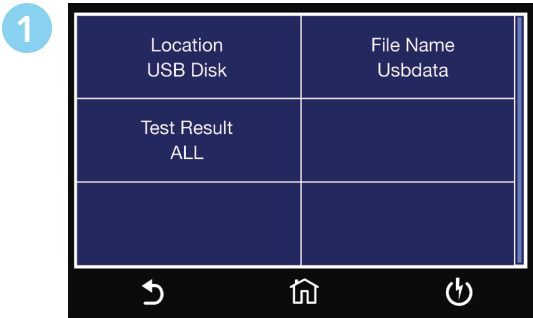 1
Location
USB Disk
File Name
Usbdata
Test Result
ALL